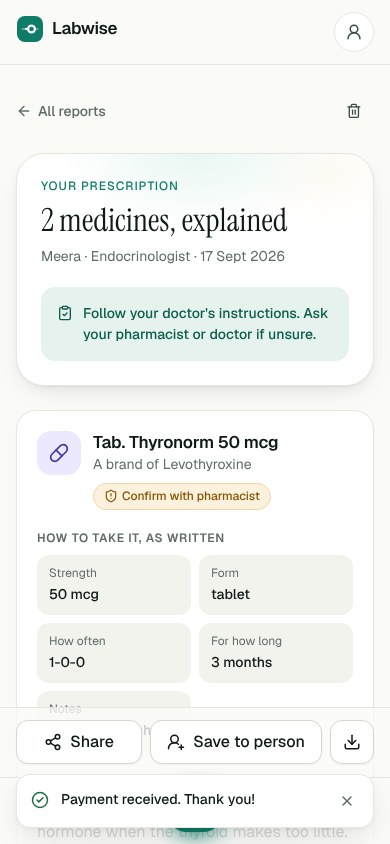 Labwise
All reports
YOUR PRESCRIPTION
2 medicines, explained
Meera · Endocrinologist · 17 Sept 2026
Follow your doctor's instructions. Ask
your pharmacist or doctor if unsure.
Tab. Thyronorm 50 mcg
A brand of Levothyroxine
Confirm with pharmacist
HOW TO TAKE IT, AS WRITTEN
Strength
50 mcg
Form
tablet
How often
1-0-0
For how long
3 months
Notes
Share
Save to person
Payment received. Thank you!
hormone when the thyroid makes too little.